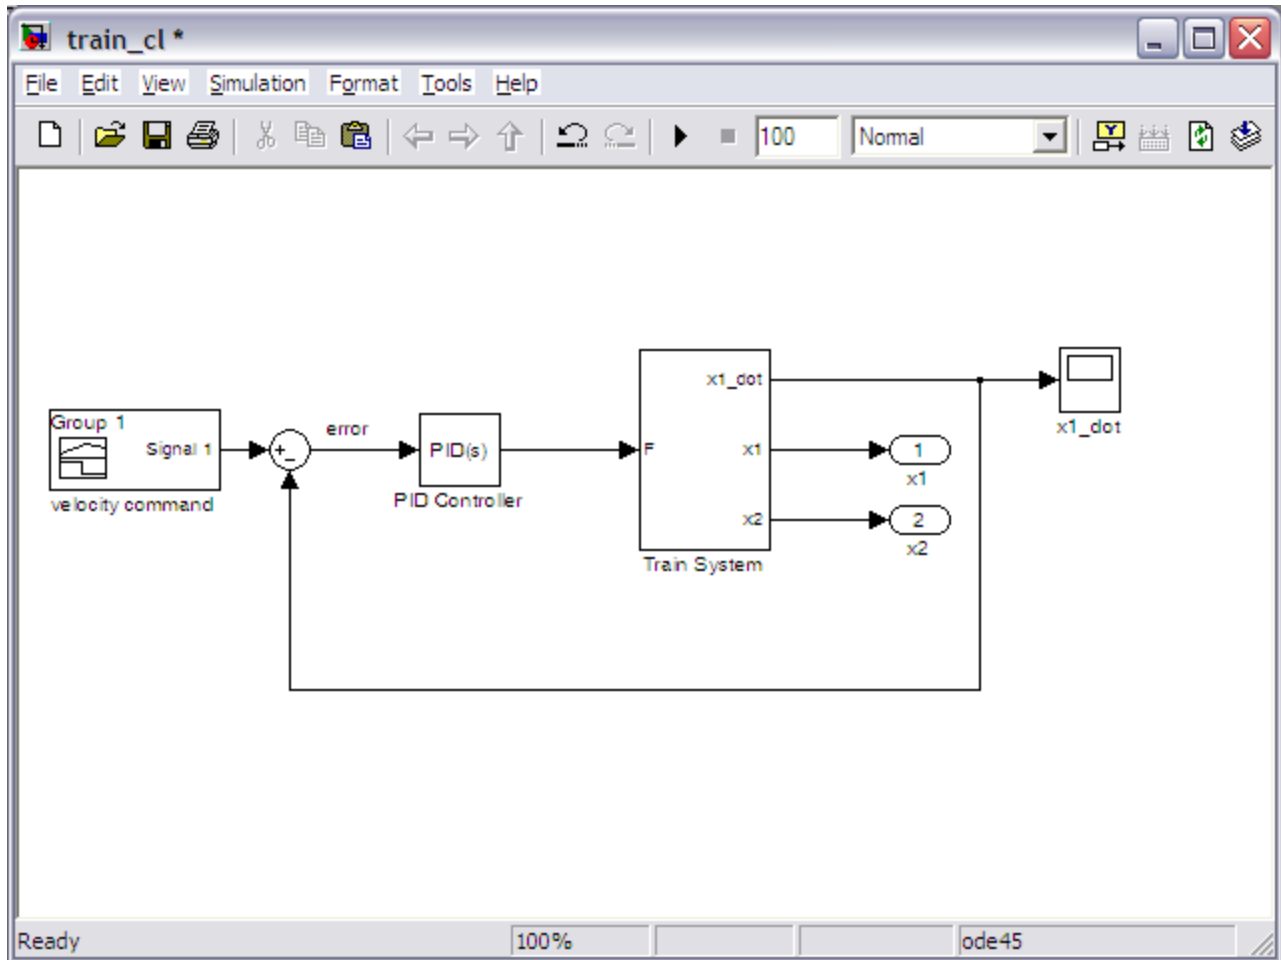 train_cl *
File Edit View Simulation Format Tools Help
100 Normal
x1_dot
x1_dot
Group 1
Signal 1
+
-
error
PID(s)
F
x1
1
x1
velocity command
PID Controller
x2
2
x2
Train System
Ready 100% ode45